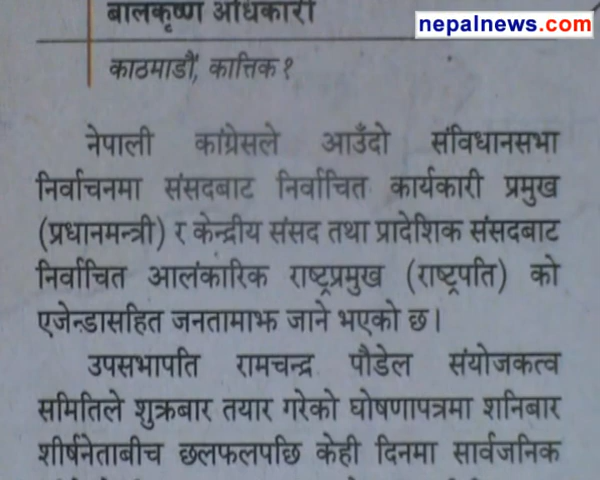 nepalnews.com
बालकृष्ण अधिकारी
काठमाडौं, कात्तिक १
नेपाली कांग्रेसले आउँदो संविधानसभा
निर्वाचनमा संसदबाट निर्वाचित कार्यकारी प्रमुख
(प्रधानमन्त्री) र केन्द्रीय संसद तथा प्रादेशिक संसदबाट
निर्वाचित आलंकारिक राष्ट्रप्रमुख (राष्ट्रपति) को
एजेन्डासहित जनतामाझ जाने भएको छ।
उपसभापति रामचन्द्र पौडेल संयोजकत्व
समितिले शुक्रबार तयार गरेको घोषणापत्रमा शनिबार
शीर्षनेताबीच छलफलपछि केही दिनमा सार्वजनिक